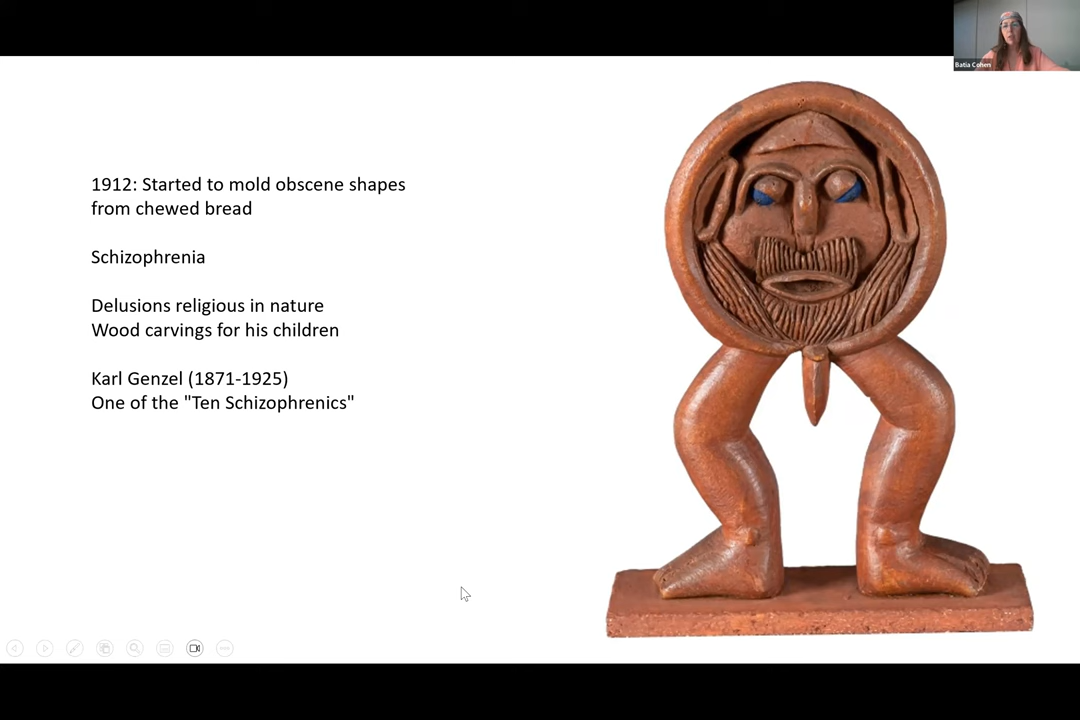 Batia Cohen
1912: Started to mold obscene shapes
from chewed bread
Schizophrenia
Delusions religious in nature
Wood carvings for his children
Karl Genzel (1871-1925)
One of the "Ten Schizophrenics"